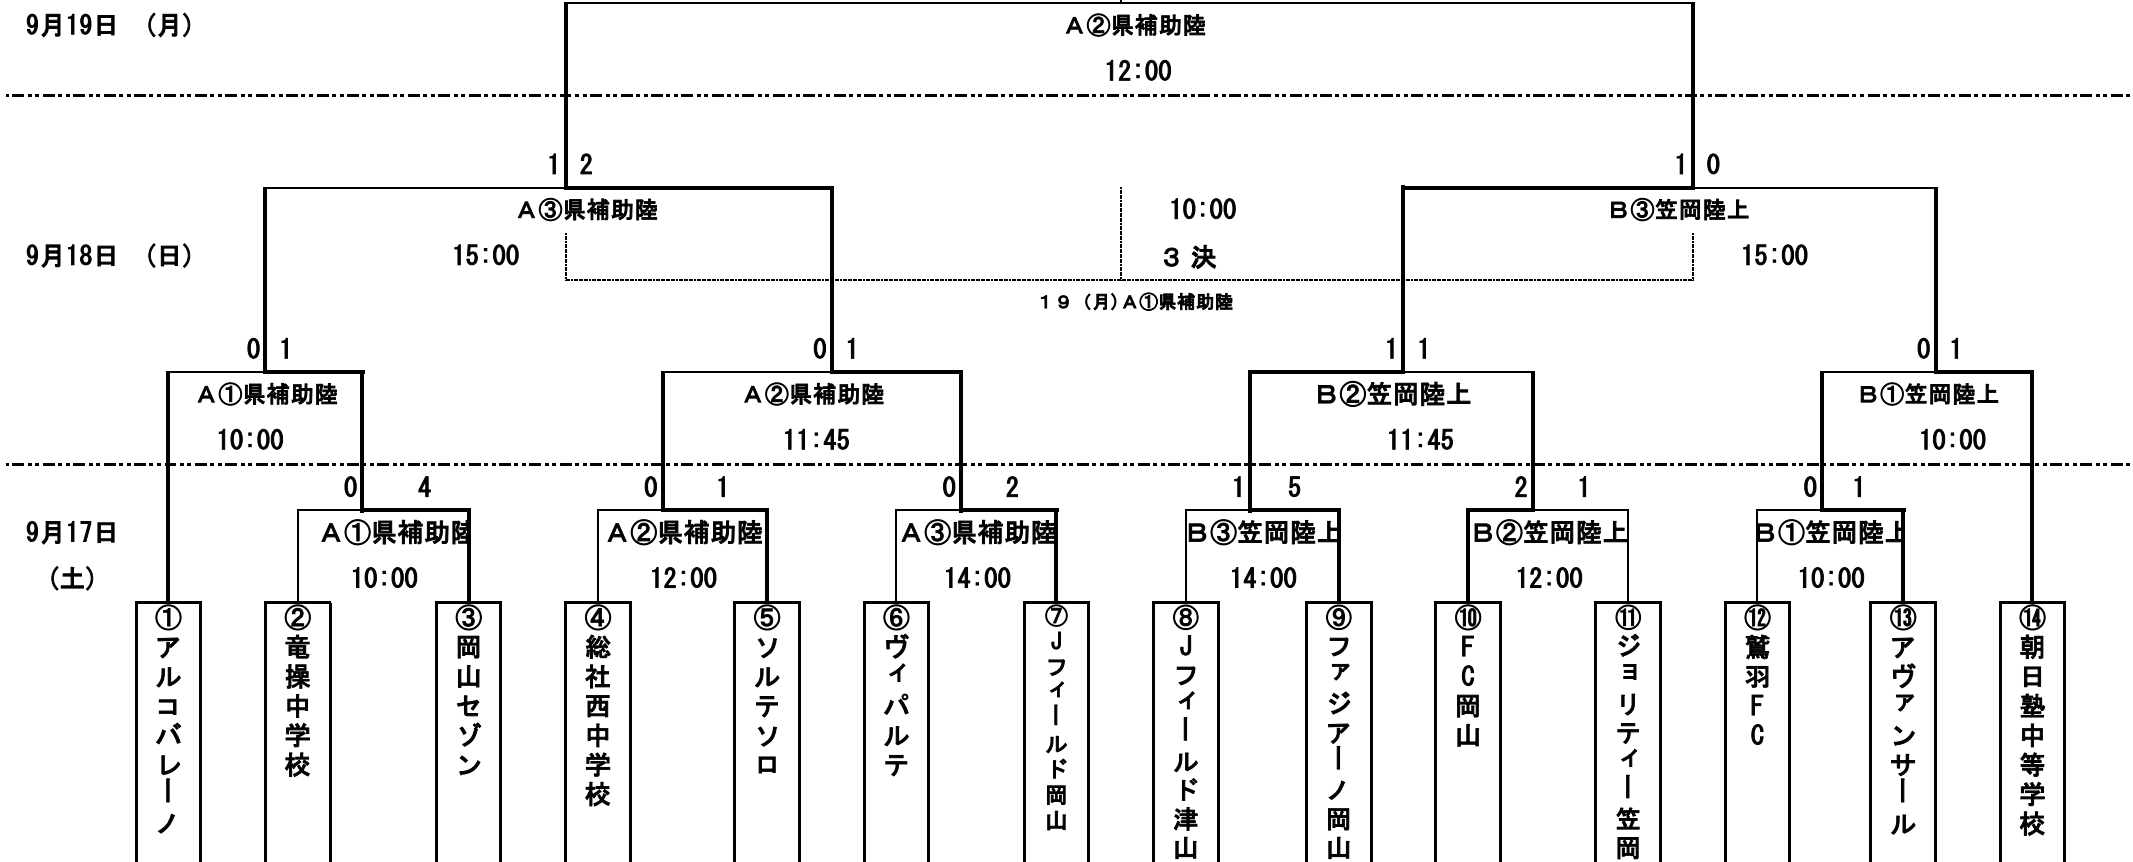 9月19日 (月)
A②県補助陸
12:00
1 2
1 0
A③県補助陸
10:00
B③笠岡陸上
9月18日 (日)
15:00
3 決
15:00
19 (月)A①県補助陸
0 1
0 1
1 1
0 1
A①県補助陸
A②県補助陸
B②笠岡陸上
B①笠岡陸上
10:00
11:45
11:45
10:00
0 4
0 1
0 2
1 5
2 1
0 1
9月17日
(土)
A①県補助陸
A②県補助陸
A③県補助陸
B③笠岡陸上
B②笠岡陸上
B①笠岡陸上
10:00
12:00
14:00
14:00
12:00
10:00
①アルコバレーノ
②竜操中学校
③岡山セゾン
④総社西中学校
⑤ソルテソロ
⑥ヴィパルテ
⑦Jフィールド岡山
⑧Jフィールド津山
⑨ファジアーノ岡山
⑩FC岡山
⑪ジョリティー笠岡
⑫鷲羽FC
⑬アヴァンサール
⑭朝日塾中等学校